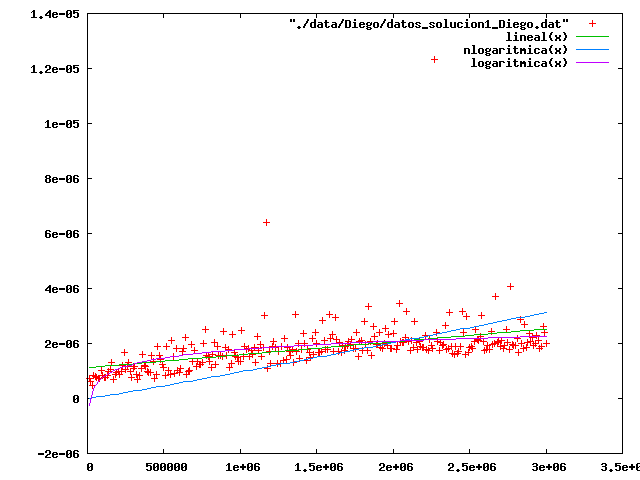 1.4e-05
"./data/Diego/datos_solucion1_Diego.dat"
lineal(x)
nlogaritmica(x)
logaritmica(x)
1.2e-05
1e-05
8e-06
6e-06
4e-06
2e-06
0
-2e-06
0 500000 1e+06 1.5e+06 2e+06 2.5e+06 3e+06 3.5e+06